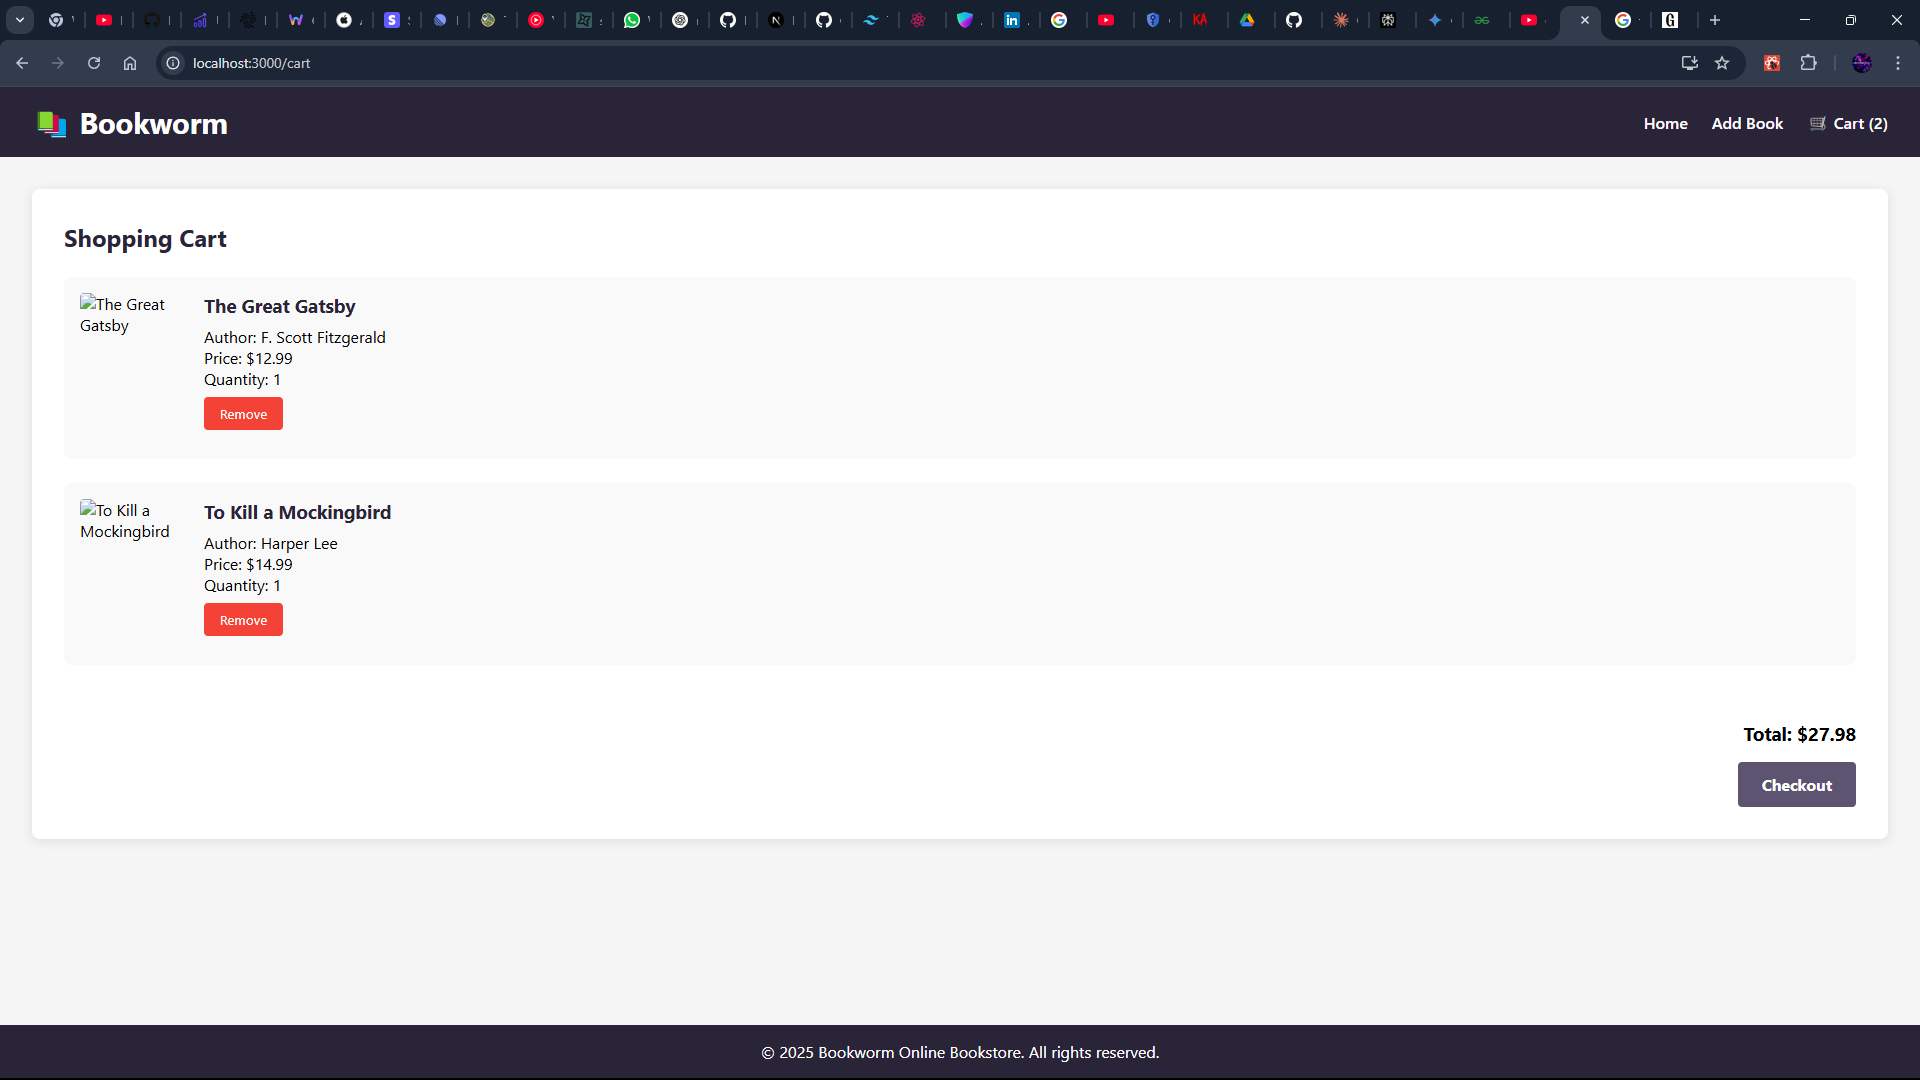 localhost:3000/cart
Bookworm
Home Add Book Cart (2)
Shopping Cart
The Great Gatsby
The Great Gatsby
Author: F. Scott Fitzgerald
Price: $12.99
Quantity: 1
Remove
To Kill a Mockingbird
To Kill a Mockingbird
Author: Harper Lee
Price: $14.99
Quantity: 1
Remove
Total: $27.98
Checkout
© 2025 Bookworm Online Bookstore. All rights reserved.